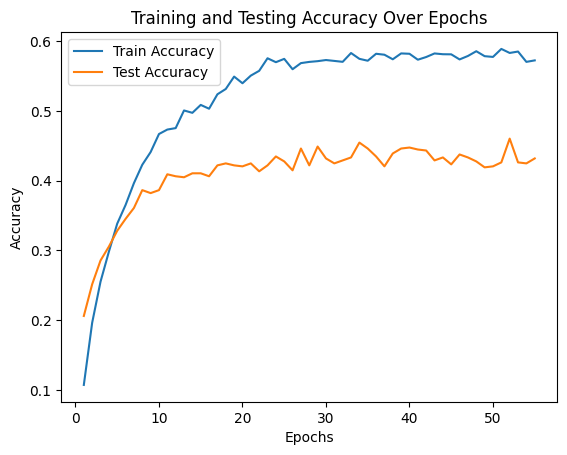 Training and Testing Accuracy Over Epochs
Train Accuracy
Test Accuracy
Accuracy
0.6
0.5
0.4
0.3
0.2
0.1
0
10
20
30
40
50
Epochs